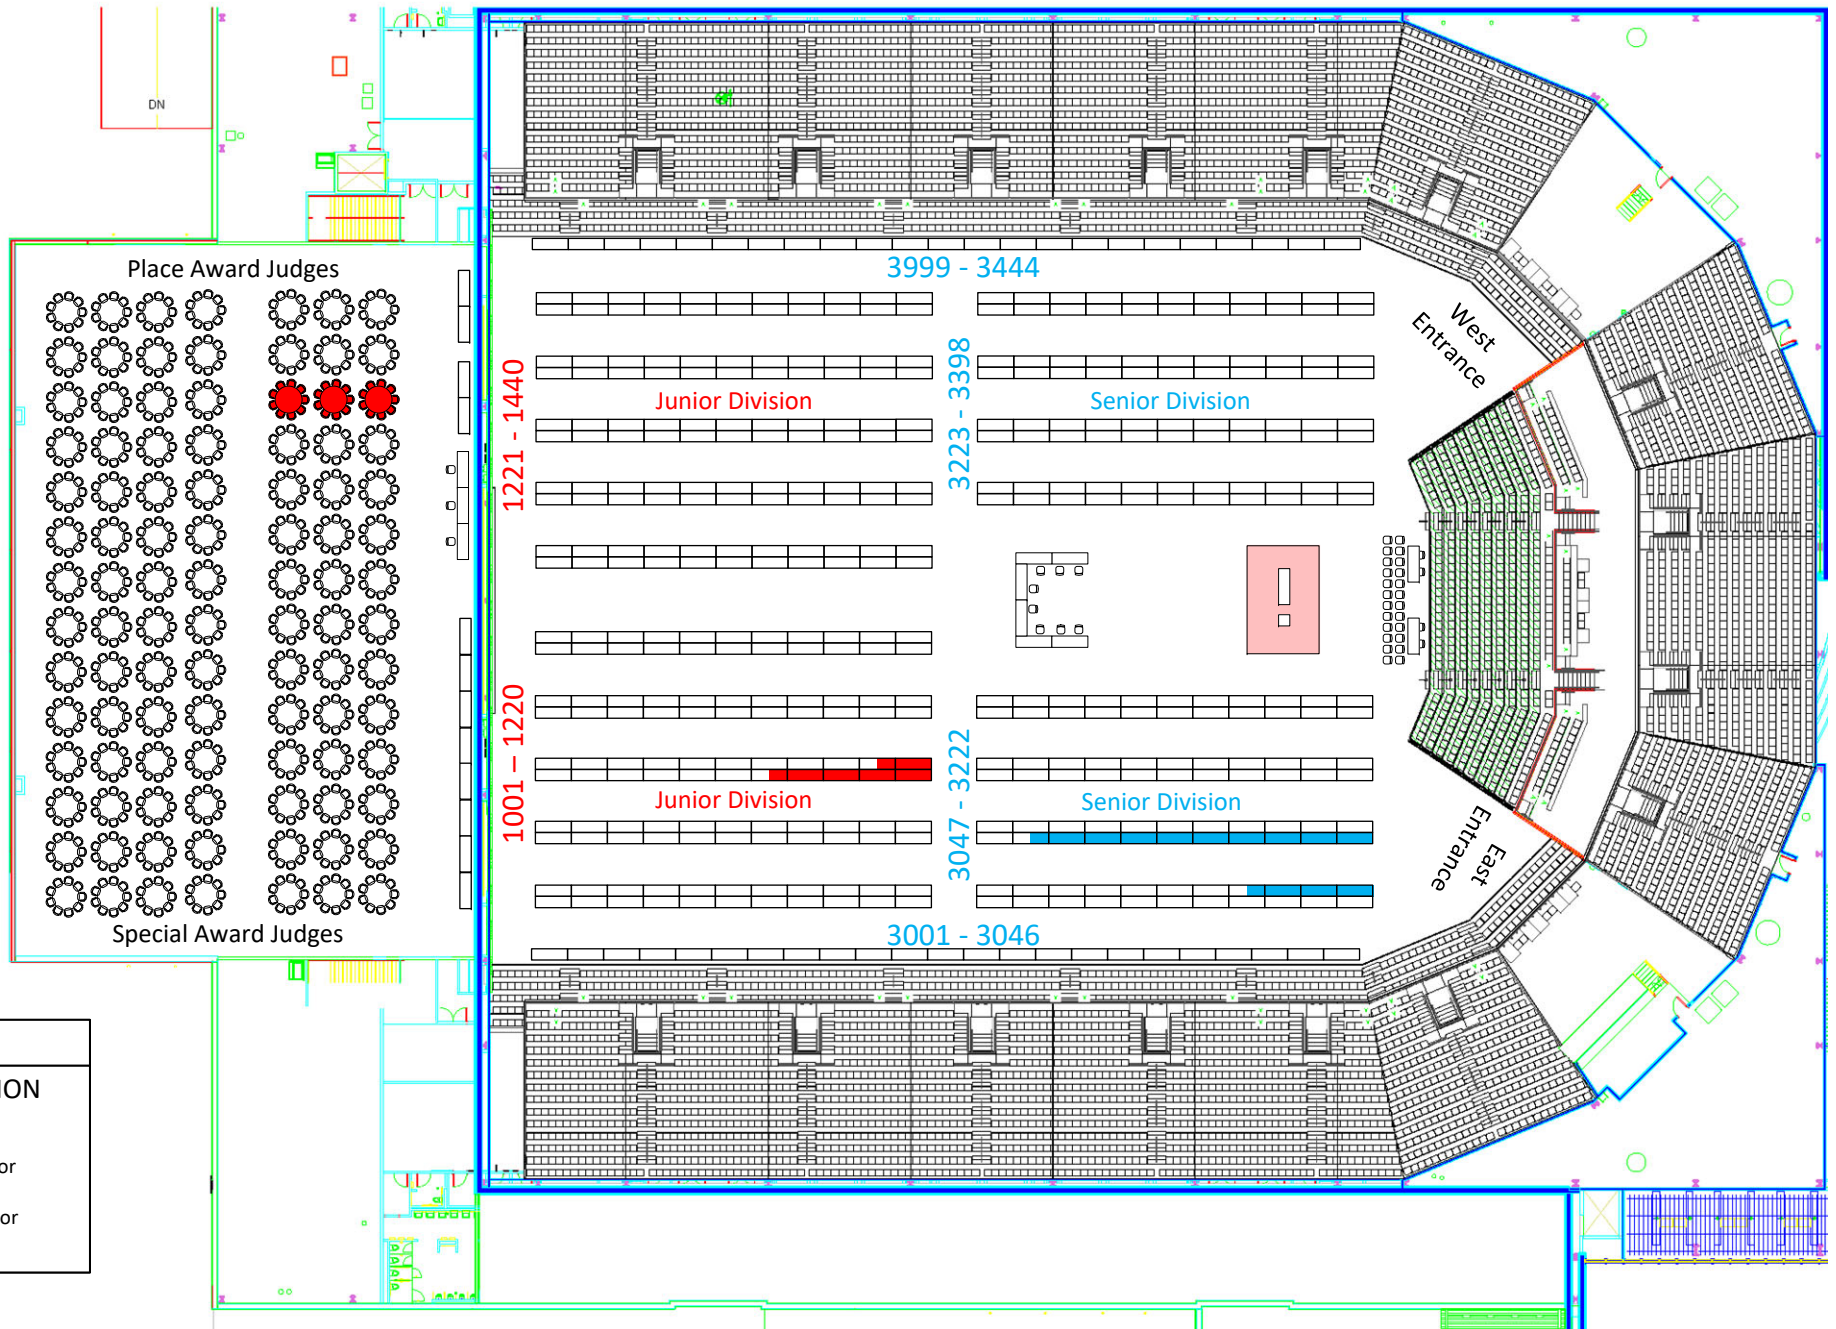 DN
Place Award Judges
3999 - 3444
West
Entrance
1221 - 1440
Junior Division
3223 - 3398
Senior Division
1001 – 1220
Junior Division
3047 - 3222
Senior Division
East
Entrance
Special Award Judges
3001 - 3046
ION
or
or